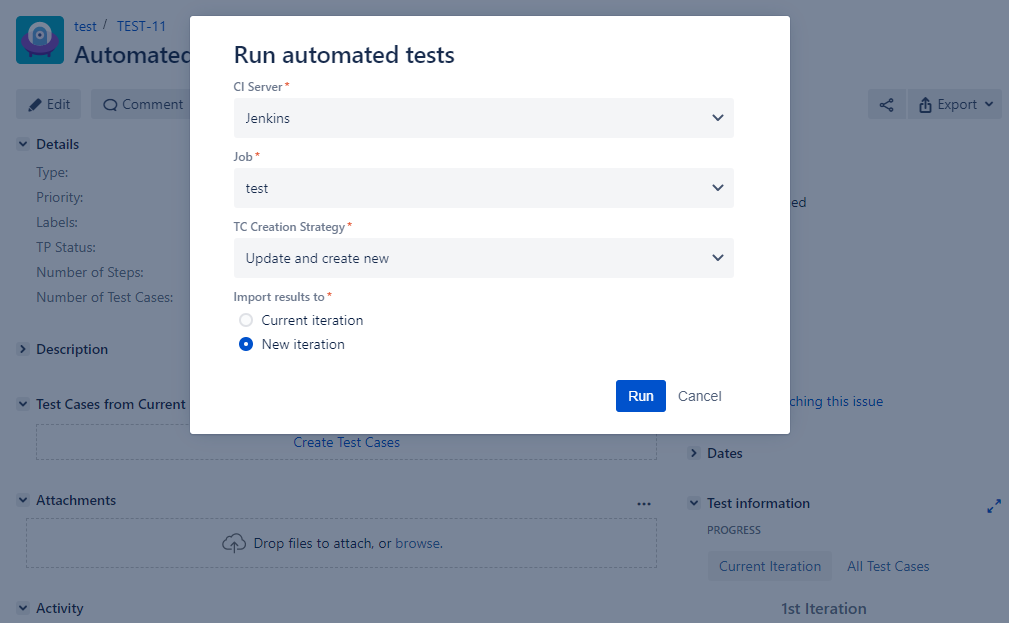 test / TEST-11
Automated
Edit
Comment
Export
Details
Type:
Priority:
Labels:
TP Status:
Number of Steps:
Number of Test Cases:
Description
Test Cases from Current
Create Test Cases
Attachments
Drop files to attach, or browse.
Activity
Run automated tests
CI Server*
Jenkins
Job*
test
TC Creation Strategy*
Update and create new
Import results to*
Current iteration
New iteration
Run
Cancel
ed
ching this issue
Dates
Test information
PROGRESS
Current Iteration
All Test Cases
1st Iteration